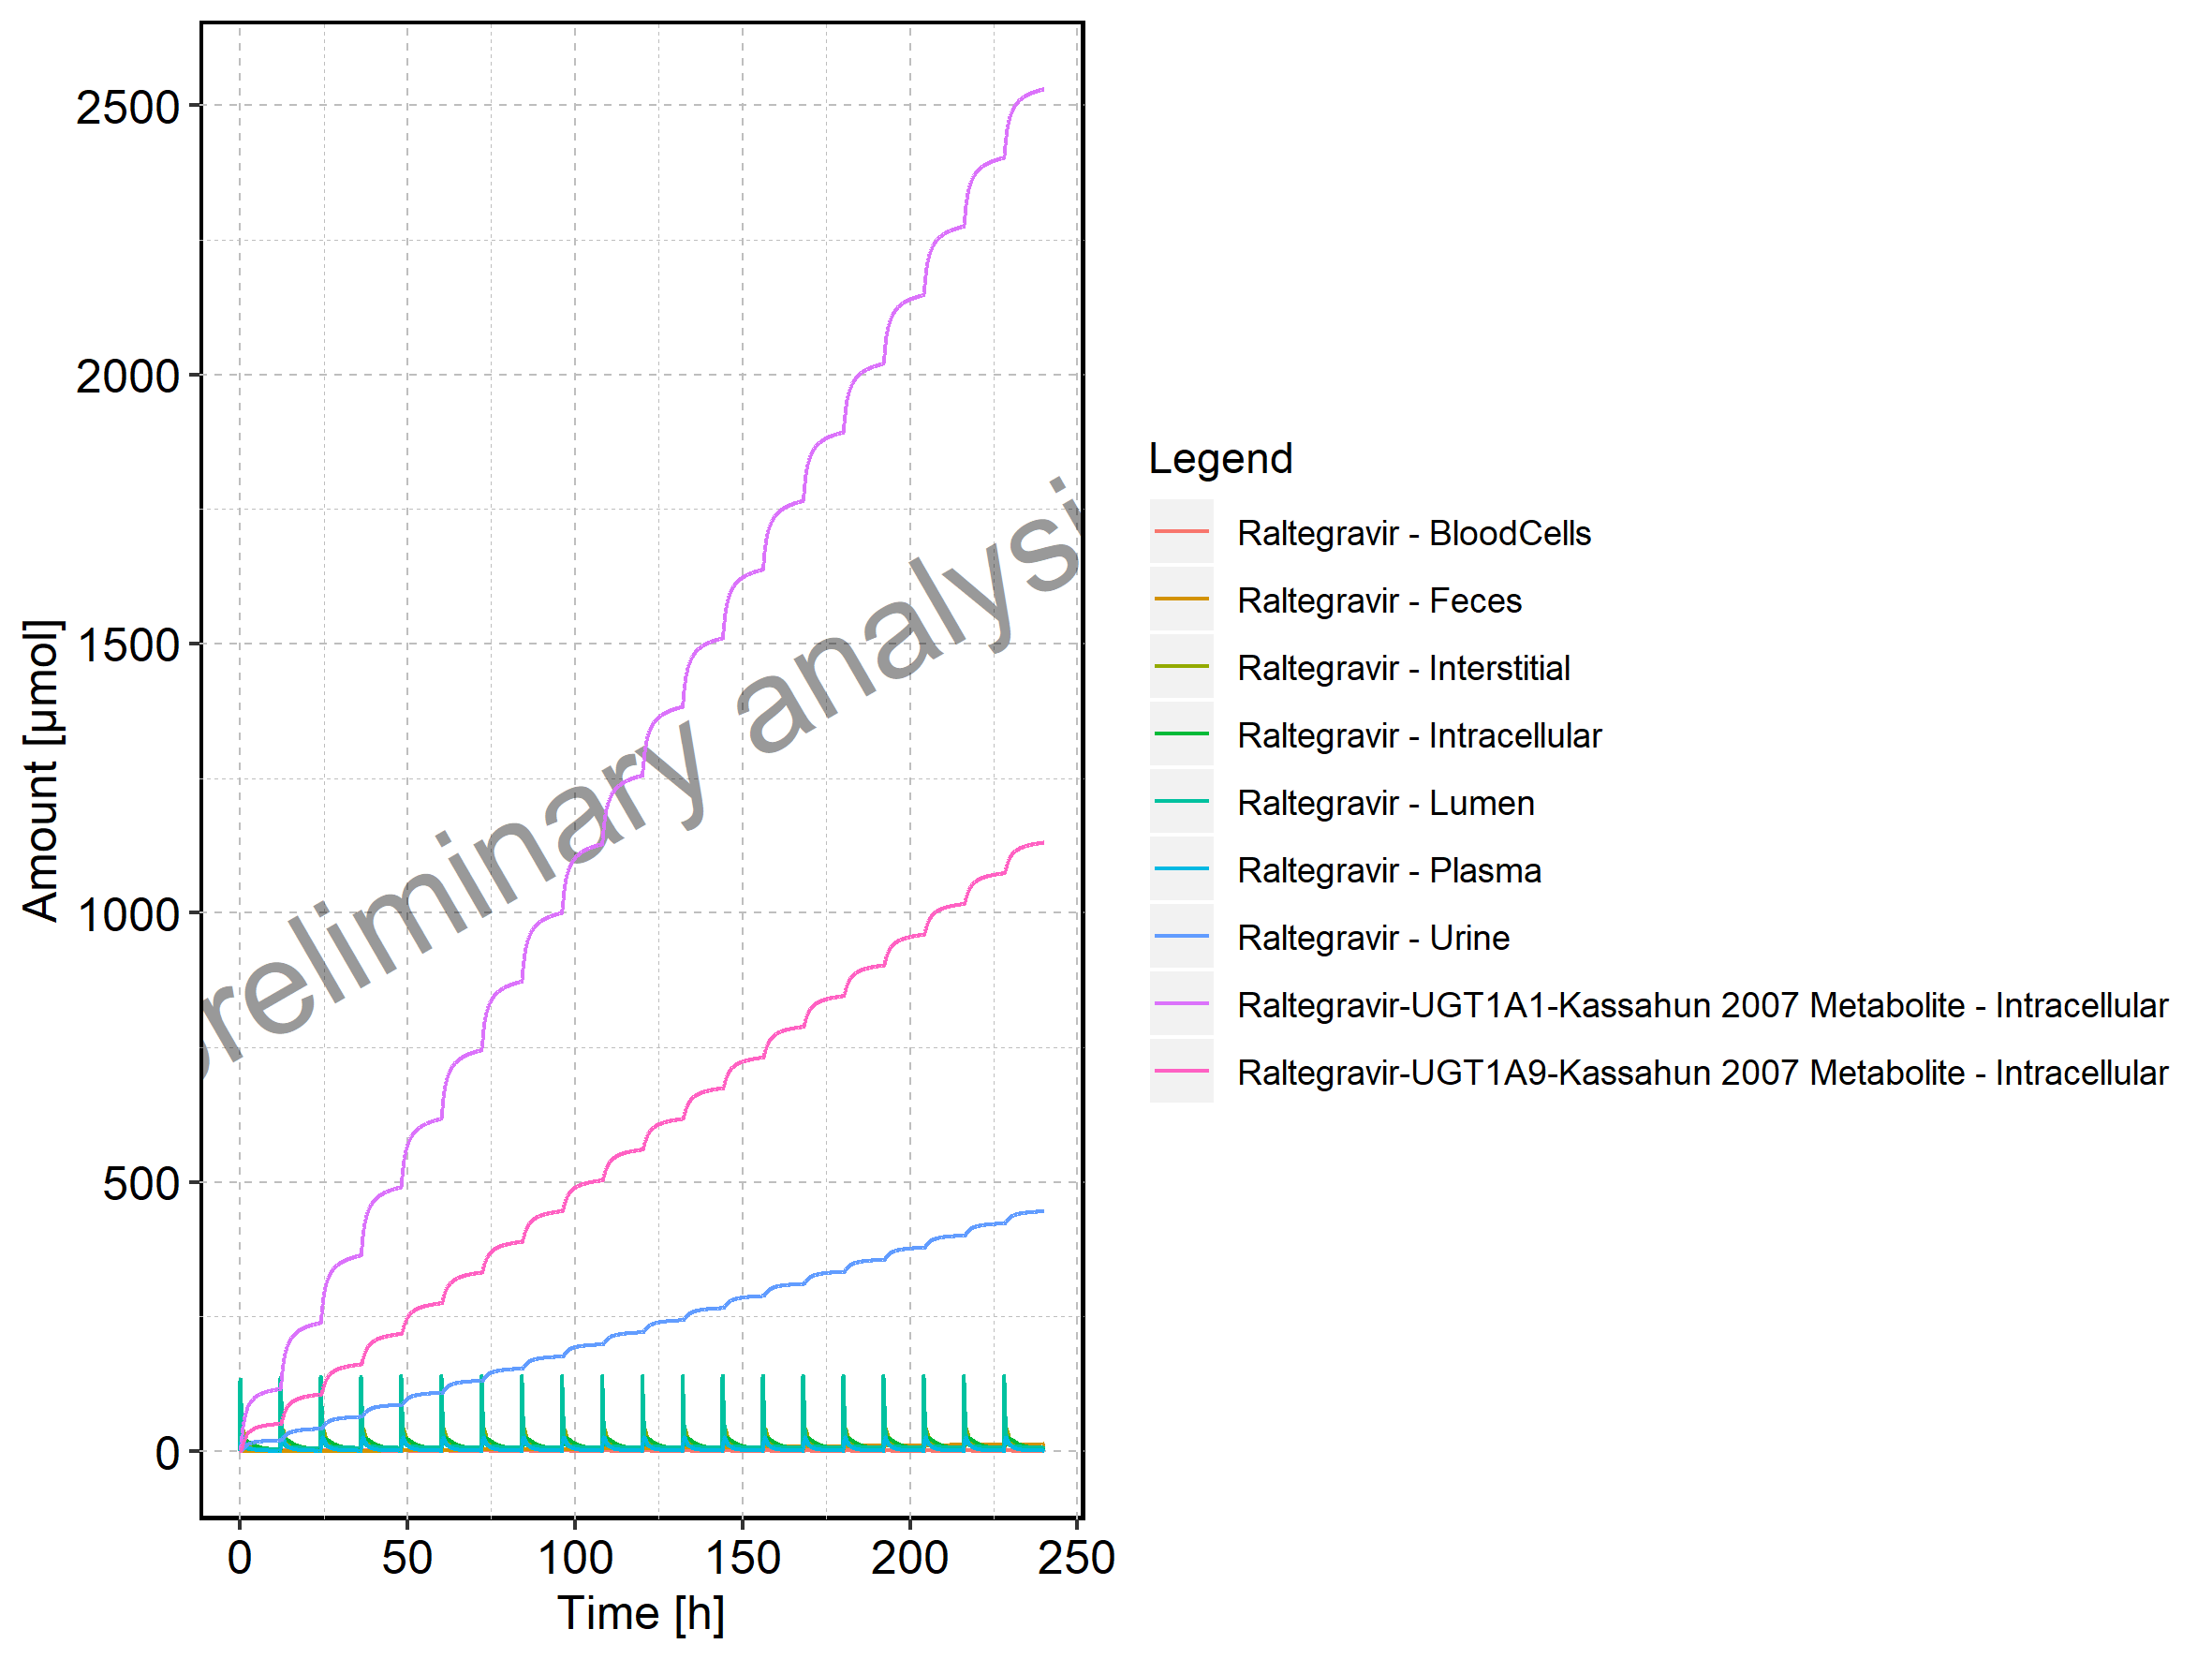 2500
2000
1500
1000
500
0
Amount [µmol]
0 50 100 150 200 250
Time [h]
preliminary analysis
Legend
Raltegravir - BloodCells
Raltegravir - Feces
Raltegravir - Interstitial
Raltegravir - Intracellular
Raltegravir - Lumen
Raltegravir - Plasma
Raltegravir - Urine
Raltegravir-UGT1A1-Kassahun 2007 Metabolite - Intracellular
Raltegravir-UGT1A9-Kassahun 2007 Metabolite - Intracellular